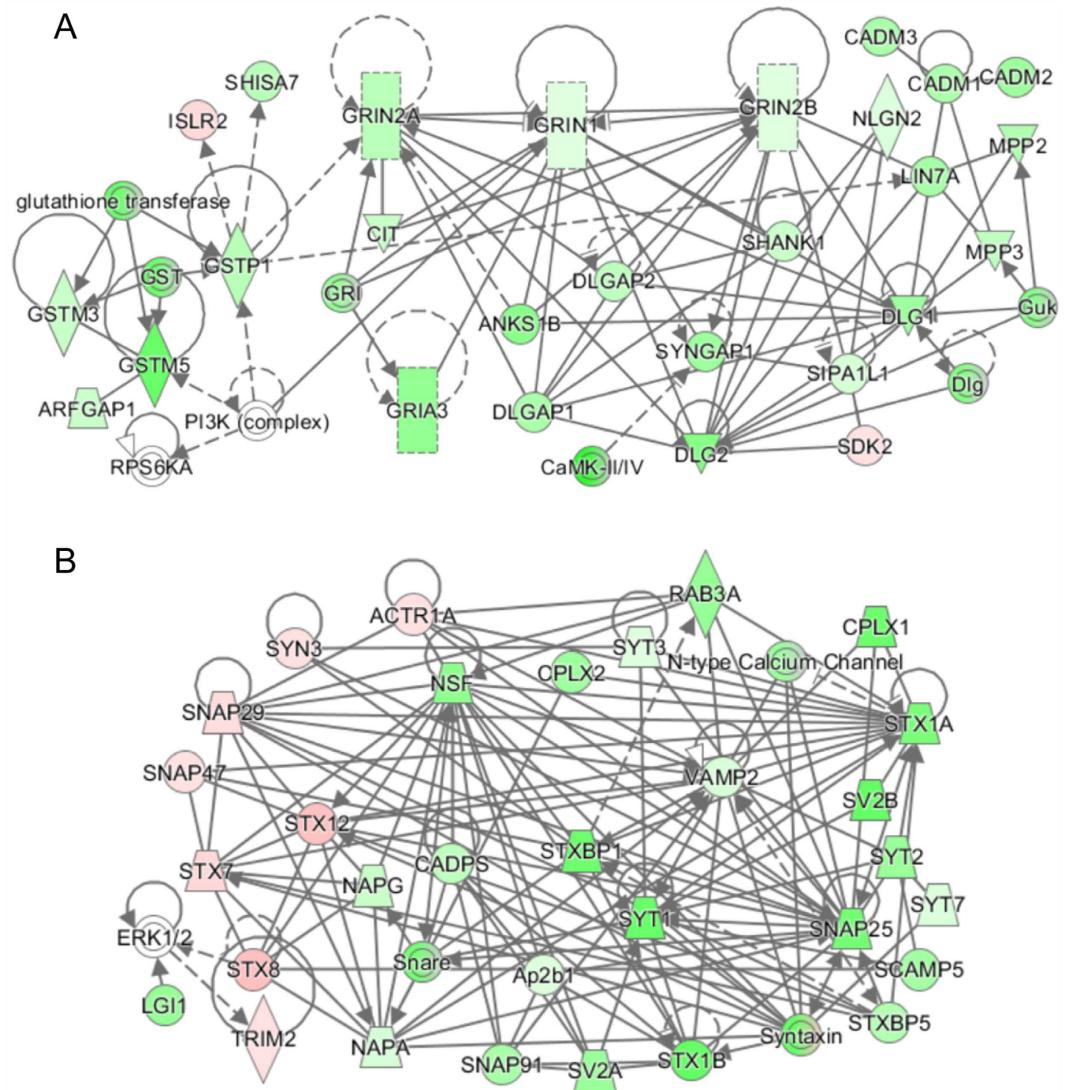 A
CADM3
SHISA7
CADM1
CADM2
GRIN2A
GRIN1
GRIN2B
NLGN2
ISLR2
MPP2
LIN7A
glutathione transferase
CIT
SHANK1
MPP3
GST
GSTP1
DLGAP2
GRI
GSTM3
ANKS1B
DLG1
Guk
SYNGAP1
GSTM5
SIPA1L1
Dlg
ARFGAP1
PI3K (complex)
GRIA3
DLGAP1
RPS6KA
CaMK-II/IV
DLG2
SDK2
B
RAB3A
ACTR1A
CPLX1
SYN3
SYT3
N-type Calcium Channel
CPLX2
NSF
SNAP29
STX1A
SNAP47
VAMP2
SV2B
STX12
STXBP1
SYT2
STX7
CADPS
NAPG
SYT7
SYT1
SNAP25
ERK1/2
STX8
Snare
Ap2b1
SCAMP5
LGI1
STXBP5
TRIM2
NAPA
Syntaxin
SNAP91
SV2A
STX1B